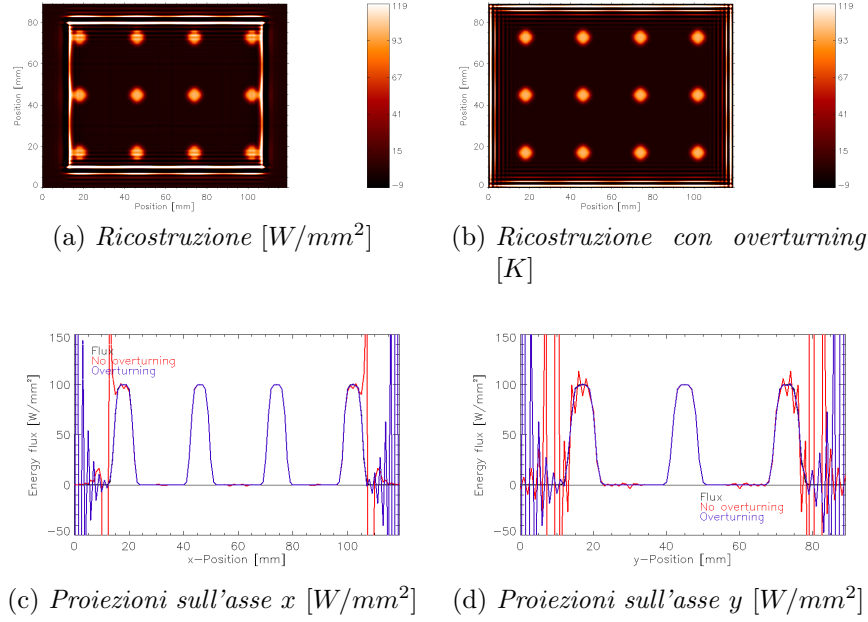 80
60
40
20
0
Position [mm]
0 20 40 60 80 100
Position [mm]
119
93
67
41
15
−9
(a) Ricostruzione [W/mm²]
80
60
40
20
0
Position [mm]
0 20 40 60 80 100
Position [mm]
119
93
67
41
15
−9
(b) Ricostruzione con overturning
[K]
150
100
50
0
−50
Energy flux [W/mm²]
Flux
No overturning
Overturning
0 20 40 60 80 100
x−Position [mm]
(c) Proiezioni sull'asse x [W/mm²]
150
100
50
0
−50
Energy flux [W/mm²]
Flux
No overturning
Overturning
0 20 40 60 80
y−Position [mm]
(d) Proiezioni sull'asse y [W/mm²]